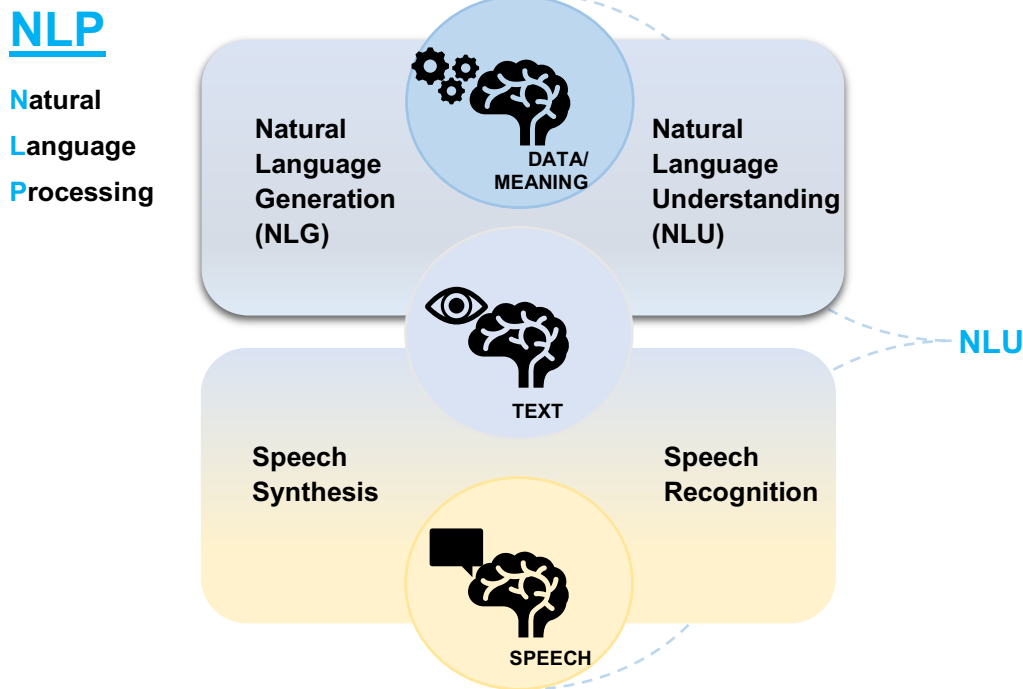 NLP
Natural
Language
Processing
Natural
Language
Generation
(NLG)
DATA/
MEANING
Natural
Language
Understanding
(NLU)
TEXT
NLU
Speech
Synthesis
Speech
Recognition
SPEECH